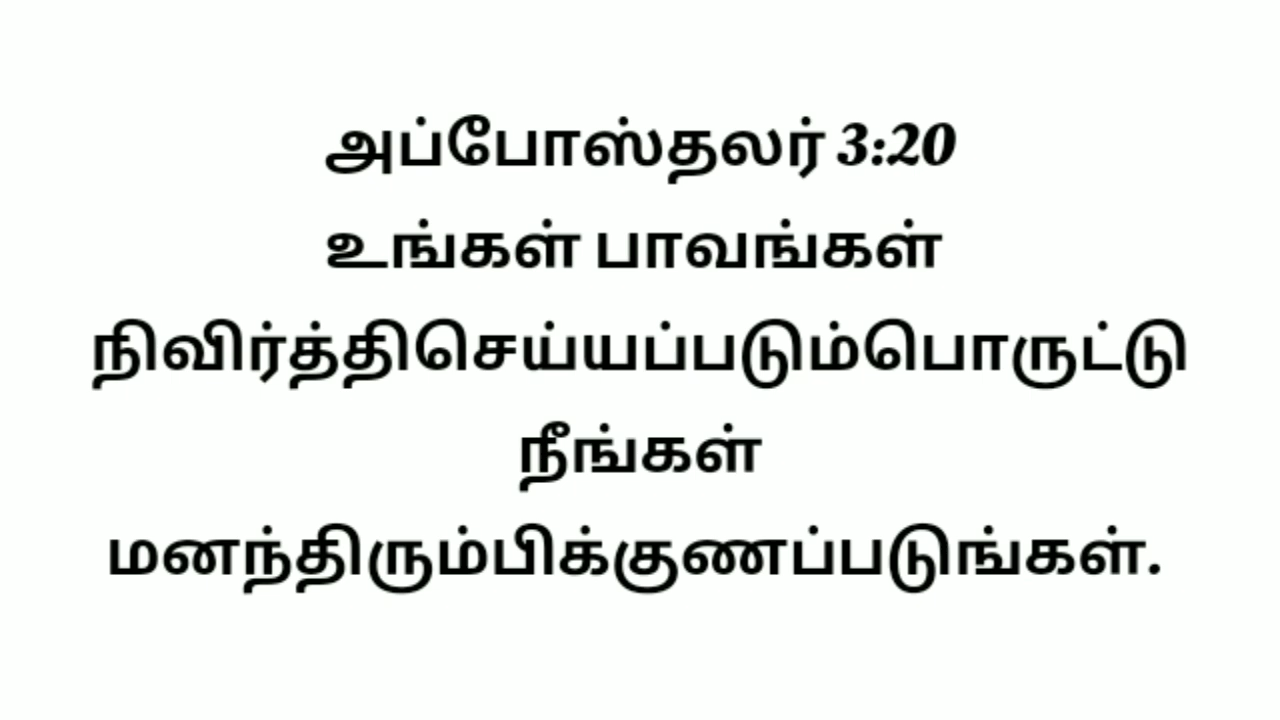 அப்போஸ்தலர் 3:20
உங்கள் பாவங்கள்
நிவிர்த்திசெய்யப்படும்பொருட்டு
நீங்கள்
மனந்திரும்பிக்குணப்படுங்கள்.